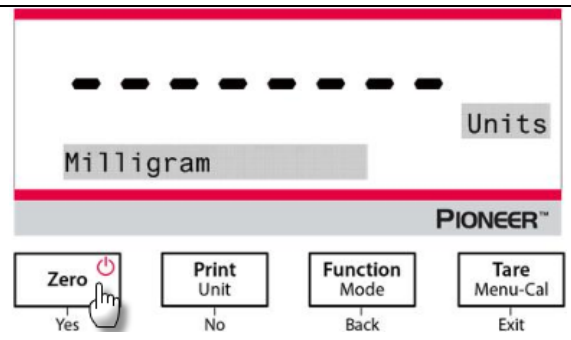 --------
Units
Milligram
PIONEER™
Zero
Print
Unit
Function
Mode
Tare
Menu-Cal
Yes
No
Back
Exit